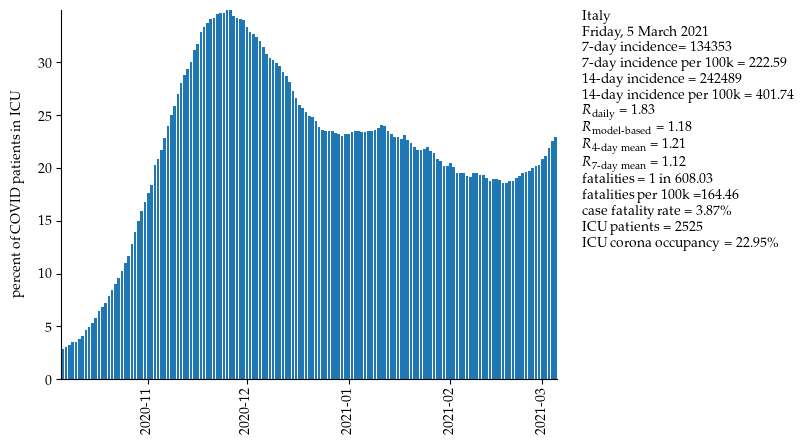 Italy
Friday, 5 March 2021
7-day incidence= 134353
7-day incidence per 100k = 222.59
14-day incidence = 242489
14-day incidence per 100k = 401.74
R_daily = 1.83
R_model-based = 1.18
R_4-day mean = 1.21
R_7-day mean = 1.12
fatalities = 1 in 608.03
fatalities per 100k =164.46
case fatality rate = 3.87%
ICU patients = 2525
ICU corona occupancy = 22.95%
percent of COVID patients in ICU
30
25
20
15
10
5
0
2020-11
2020-12
2021-01
2021-02
2021-03